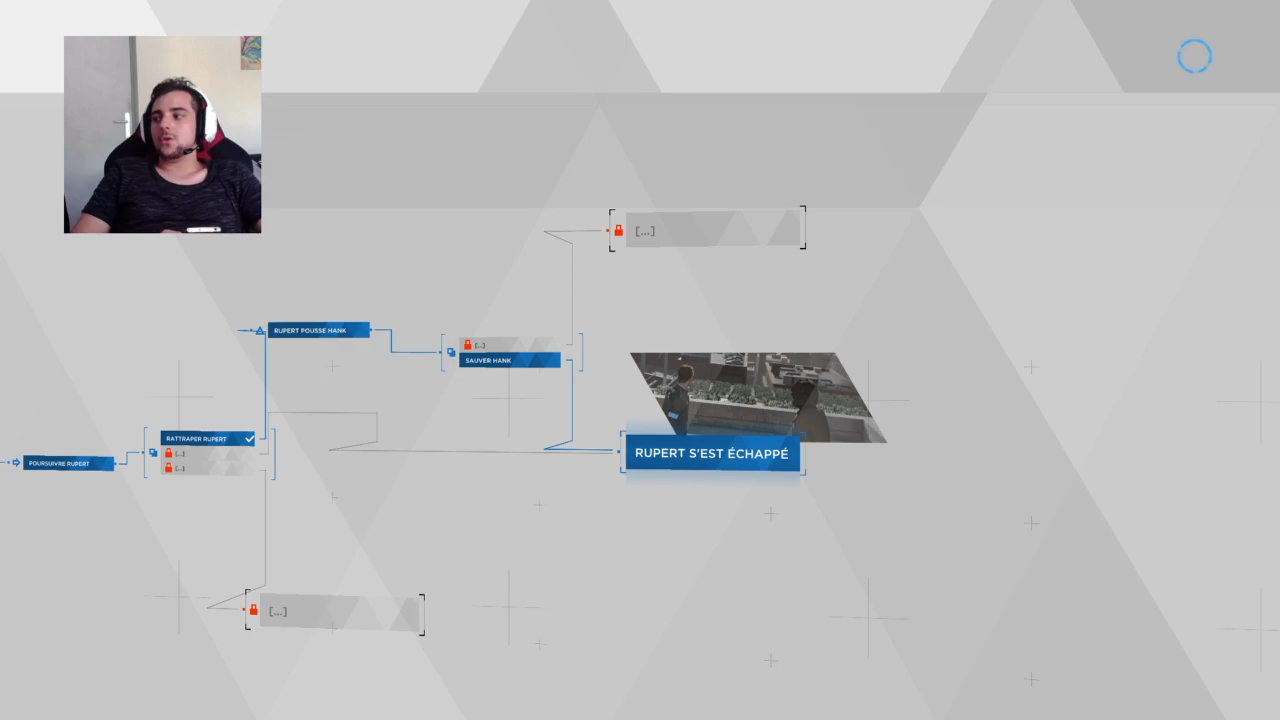 [...]
RUPERT POUSSE HANK
[...]
SAUVER HANK
RATTRAPER RUPERT
[...]
[...]
POURSUIVRE RUPERT
RUPERT S'EST ÉCHAPPÉ
[...]